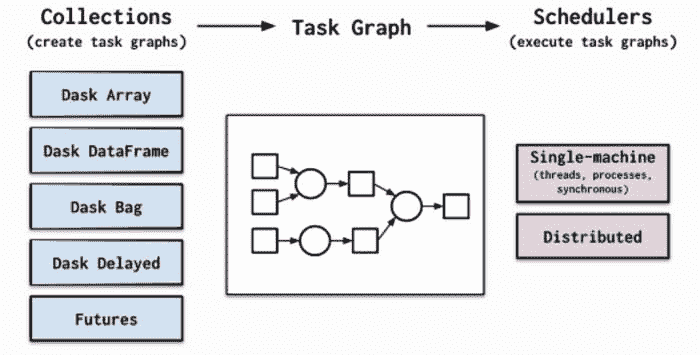 Collections
(create task graphs)
Task Graph
Schedulers
(execute task graphs)
Dask Array
Dask DataFrame
Dask Bag
Dask Delayed
Futures
Single-machine
(threads, processes,
synchronous)
Distributed